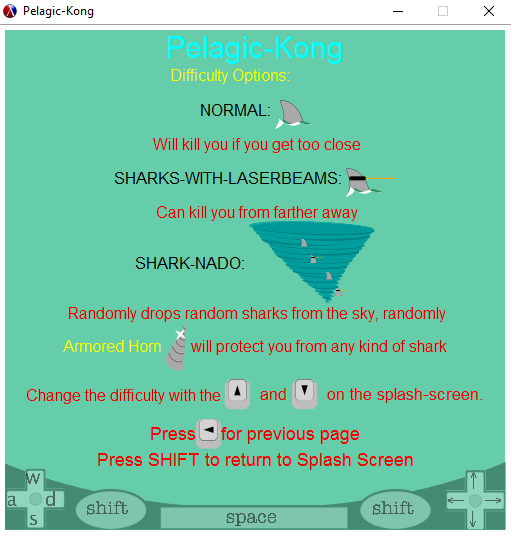 Pelagic-Kong
Pelagic-Kong
Difficulty Options:
NORMAL:
Will kill you if you get too close
SHARKS-WITH-LASERBEAMS:
Can kill you from farther away
SHARK-NADO:
Randomly drops random sharks from the sky, randomly
Armored Horn will protect you from any kind of shark
Change the difficulty with the and on the splash-screen.
Press for previous page
Press SHIFT to return to Splash Screen
w
a d
s
shift
space
shift